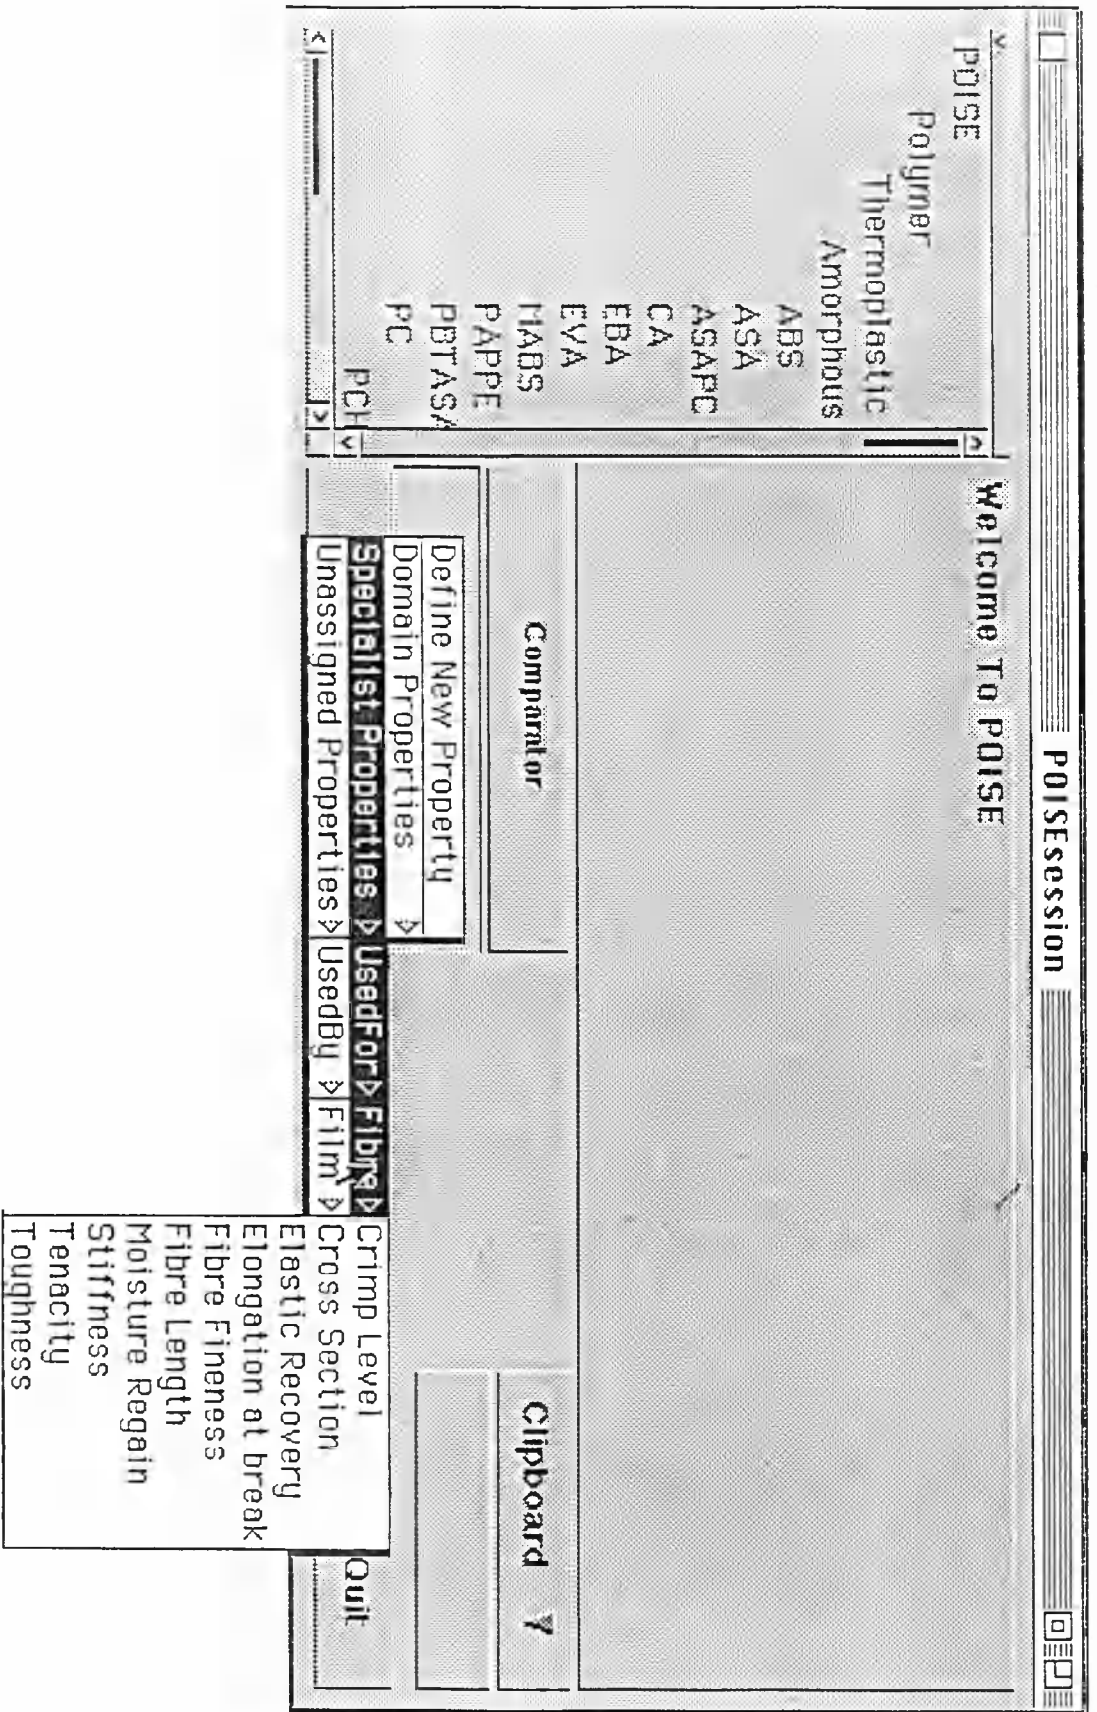 POISEsession
Welcome To POISE
POISE
Polymer
Thermoplastic
Amorphous
ABS
ASA
ASAPC
CA
EBA
EVA
MABS
PAPPE
PBTASA
PC
PCH
Comparator
Clipboard
Define New Property
Domain Properties
Specialist Properties
Unassigned Properties
UsedFor
UsedBy
Fibre
Film
Crimp Level
Cross Section
Elastic Recovery
Elongation at break
Fibre Fineness
Fibre Length
Moisture Regain
Stiffness
Tenacity
Toughness
Quit